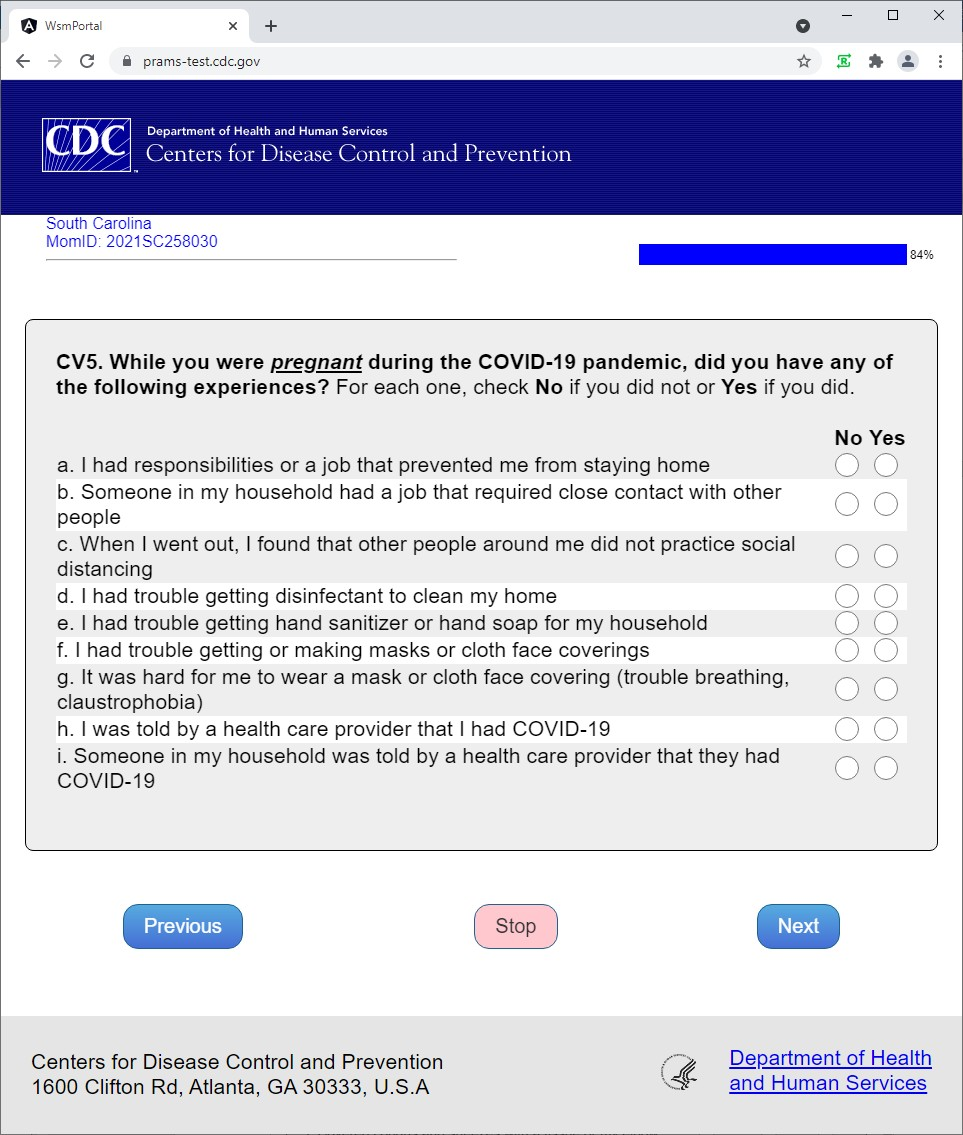 WsmPortal
prams-test.cdc.gov
CDC
Department of Health and Human Services
Centers for Disease Control and Prevention
South Carolina
MomID: 2021SC258030
84%
CV5. While you were pregnant during the COVID-19 pandemic, did you have any of
the following experiences? For each one, check No if you did not or Yes if you did.
No Yes
a. I had responsibilities or a job that prevented me from staying home
b. Someone in my household had a job that required close contact with other
people
c. When I went out, I found that other people around me did not practice social
distancing
d. I had trouble getting disinfectant to clean my home
e. I had trouble getting hand sanitizer or hand soap for my household
f. I had trouble getting or making masks or cloth face coverings
g. It was hard for me to wear a mask or cloth face covering (trouble breathing,
claustrophobia)
h. I was told by a health care provider that I had COVID-19
i. Someone in my household was told by a health care provider that they had
COVID-19
Previous
Stop
Next
Centers for Disease Control and Prevention
1600 Clifton Rd, Atlanta, GA 30333, U.S.A
Department of Health
and Human Services